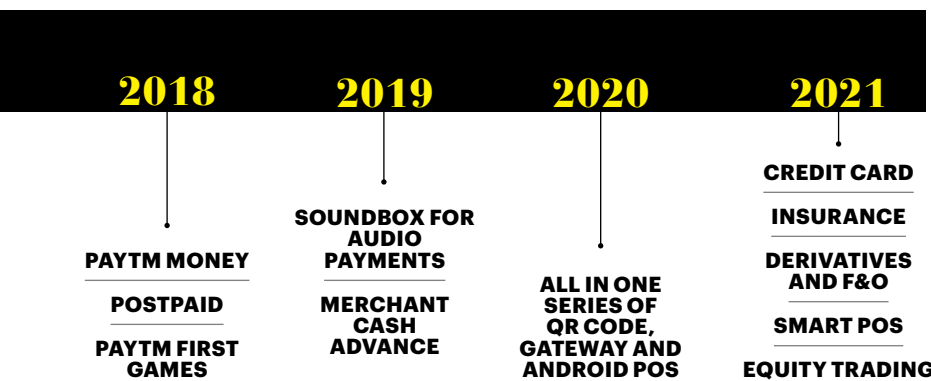 2018
2019
2020
2021
PAYTM MONEY
POSTPAID
PAYTM FIRST
GAMES
SOUNDBOX FOR
AUDIO
PAYMENTS
MERCHANT
CASH
ADVANCE
ALL IN ONE
SERIES OF
QR CODE,
GATEWAY AND
ANDROID POS
CREDIT CARD
INSURANCE
DERIVATIVES
AND F&O
SMART POS
EQUITY TRADING